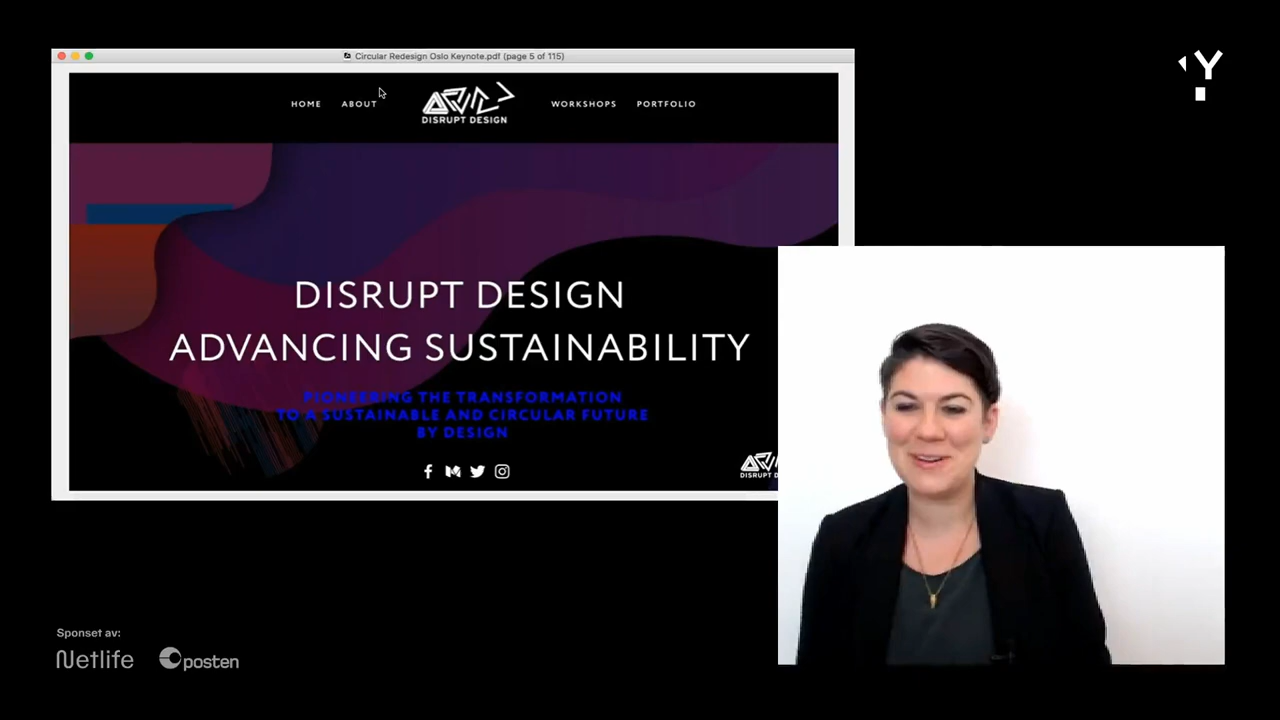 Circular Redesign Oslo Keynote.pdf (page 5 of 115)
HOME ABOUT WORKSHOPS PORTFOLIO
DISRUPT DESIGN
DISRUPT DESIGN
ADVANCING SUSTAINABILITY
PIONEERING THE TRANSFORMATION
TO A SUSTAINABLE AND CIRCULAR FUTURE
BY DESIGN
DISRUPT D
Sponset av:
Netlife posten